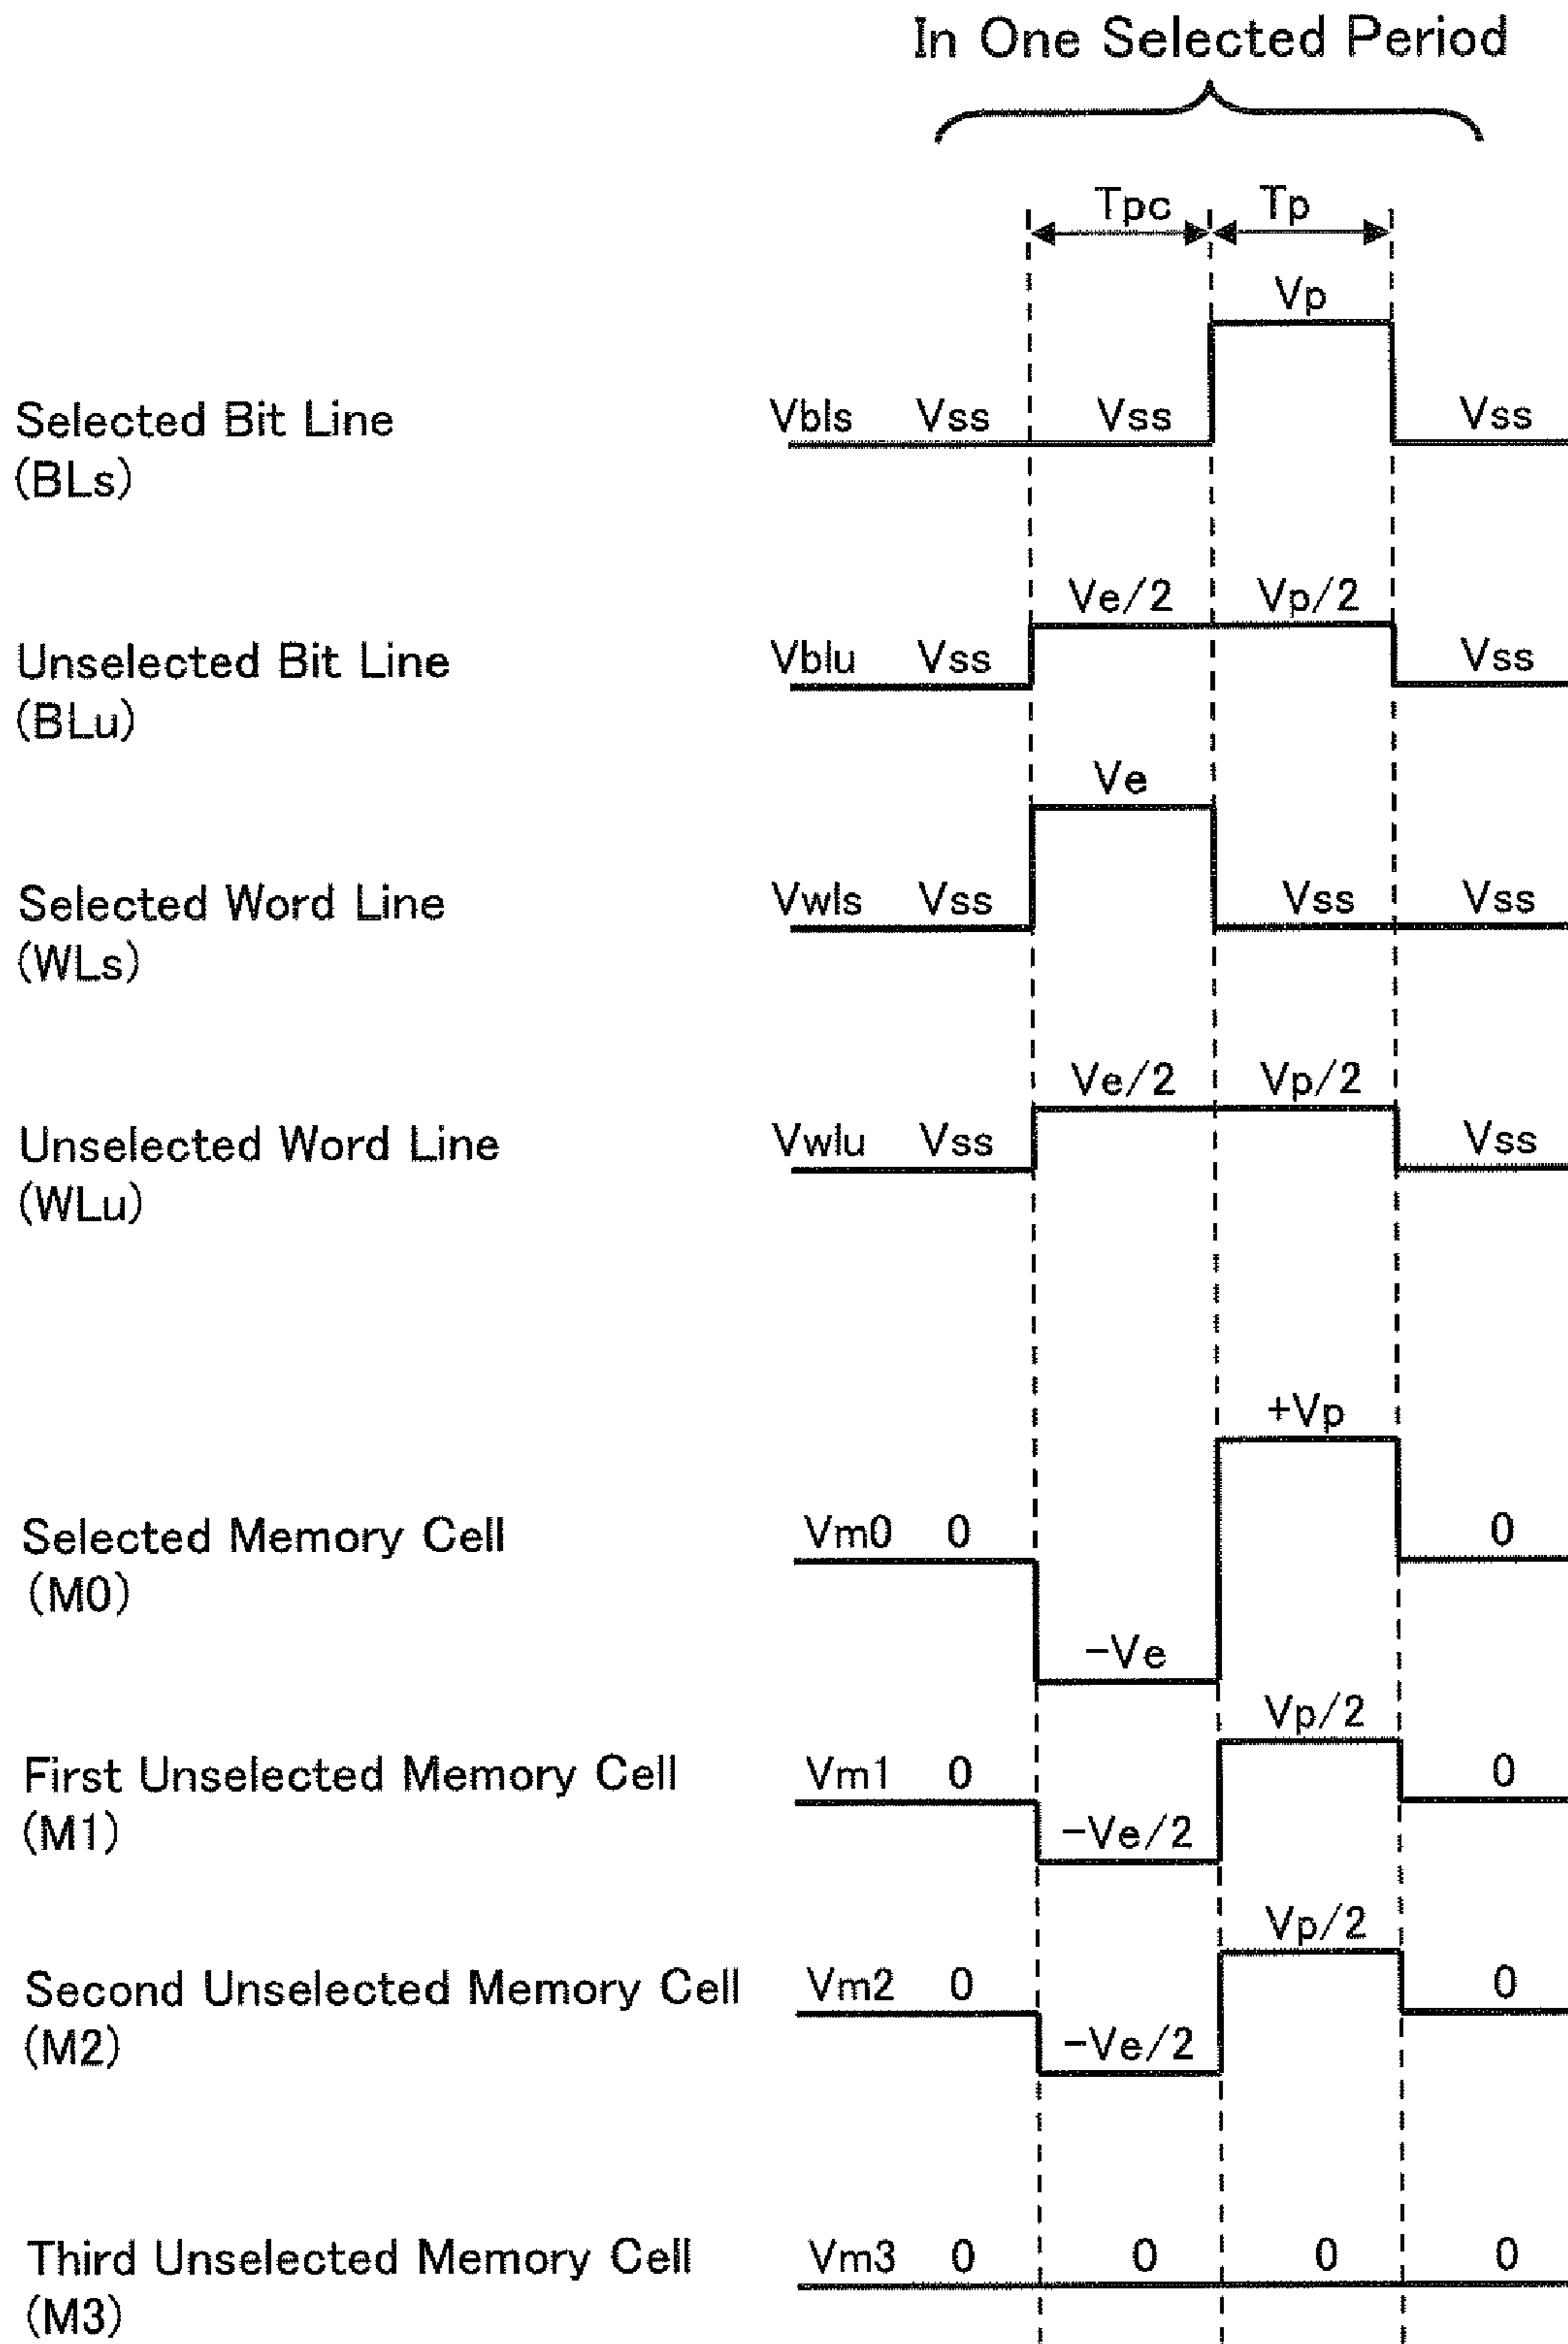 In One Selected Period
Tpc Tp
Vp
Selected Bit Line
(BLs)
Vbls Vss Vss Vss
Ve/2 Vp/2
Unselected Bit Line
(BLu)
Vblu Vss Vss
Ve
Selected Word Line
(WLs)
Vwls Vss Vss Vss
Ve/2 Vp/2
Unselected Word Line
(WLu)
Vwlu Vss Vss
+Vp
Selected Memory Cell
(M0)
Vm0 0 0
-Ve
Vp/2
First Unselected Memory Cell
(M1)
Vm1 0 0
-Ve/2
Vp/2
Second Unselected Memory Cell
(M2)
Vm2 0 0
-Ve/2
Third Unselected Memory Cell
(M3)
Vm3 0 0 0 0